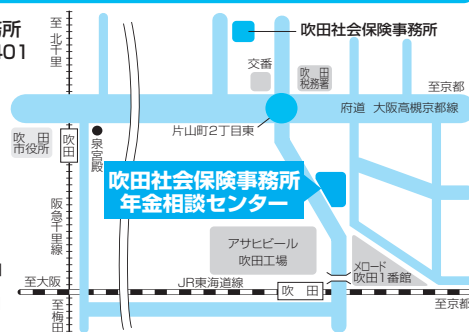 務所
401
至 北千里
吹田社会保険事務所
交番
吹田
税務署
至京都
府道 大阪高槻京都線
片山町2丁目東
吹田
市役所
吹田
泉宮殿
吹田社会保険事務所
年金相談センター
阪急千里線
アサヒビール
吹田工場
メロード
吹田1番館
至大阪
JR東海道線
吹田
至京都
至梅田